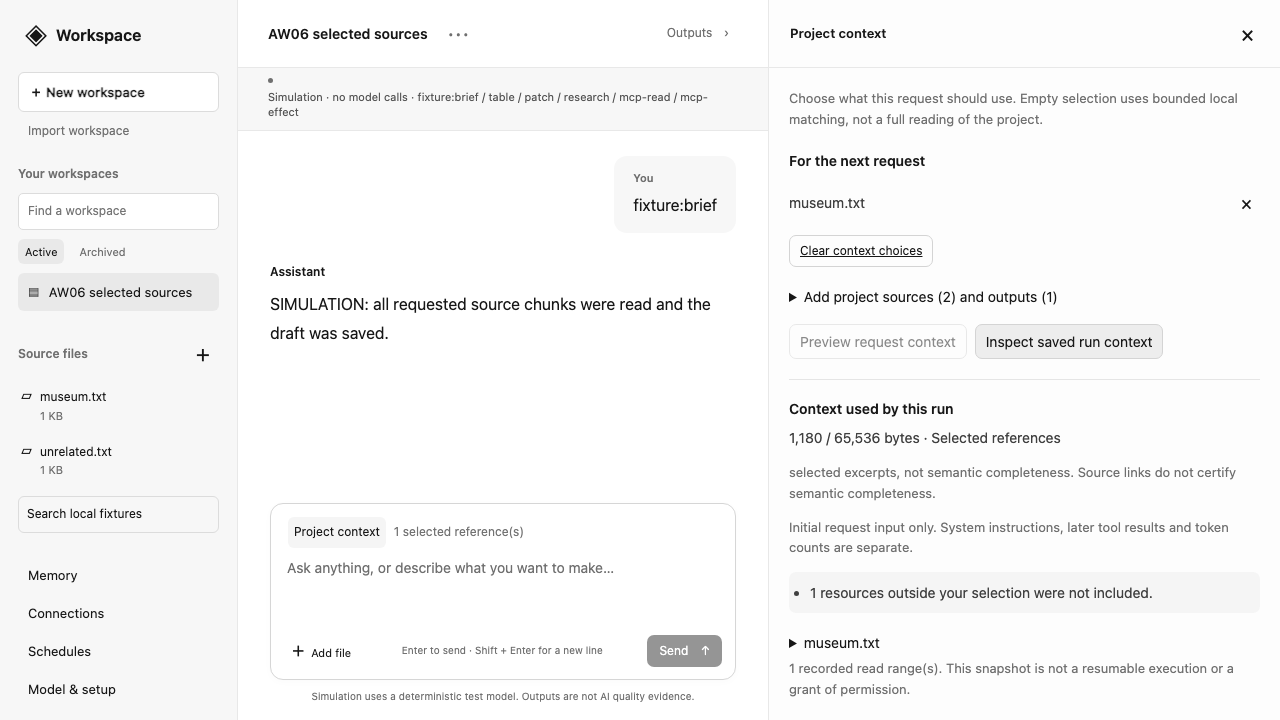 Workspace
+ New workspace
Import workspace
Your workspaces
Find a workspace
Active
Archived
AW06 selected sources
Source files
+
museum.txt
1 KB
unrelated.txt
1 KB
Search local fixtures
Memory
Connections
Schedules
Model & setup
AW06 selected sources
Outputs ›
Simulation · no model calls · fixture:brief / table / patch / research / mcp-read / mcp-
effect
You
fixture:brief
Assistant
SIMULATION: all requested source chunks were read and the
draft was saved.
Project context
1 selected reference(s)
Ask anything, or describe what you want to make...
+ Add file
Enter to send · Shift + Enter for a new line
Send ↑
Simulation uses a deterministic test model. Outputs are not AI quality evidence.
Project context
Choose what this request should use. Empty selection uses bounded local
matching, not a full reading of the project.
For the next request
museum.txt
Clear context choices
Add project sources (2) and outputs (1)
Preview request context
Inspect saved run context
Context used by this run
1,180 / 65,536 bytes · Selected references
selected excerpts, not semantic completeness. Source links do not certify
semantic completeness.
Initial request input only. System instructions, later tool results and token
counts are separate.
1 resources outside your selection were not included.
museum.txt
1 recorded read range(s). This snapshot is not a resumable execution or a
grant of permission.